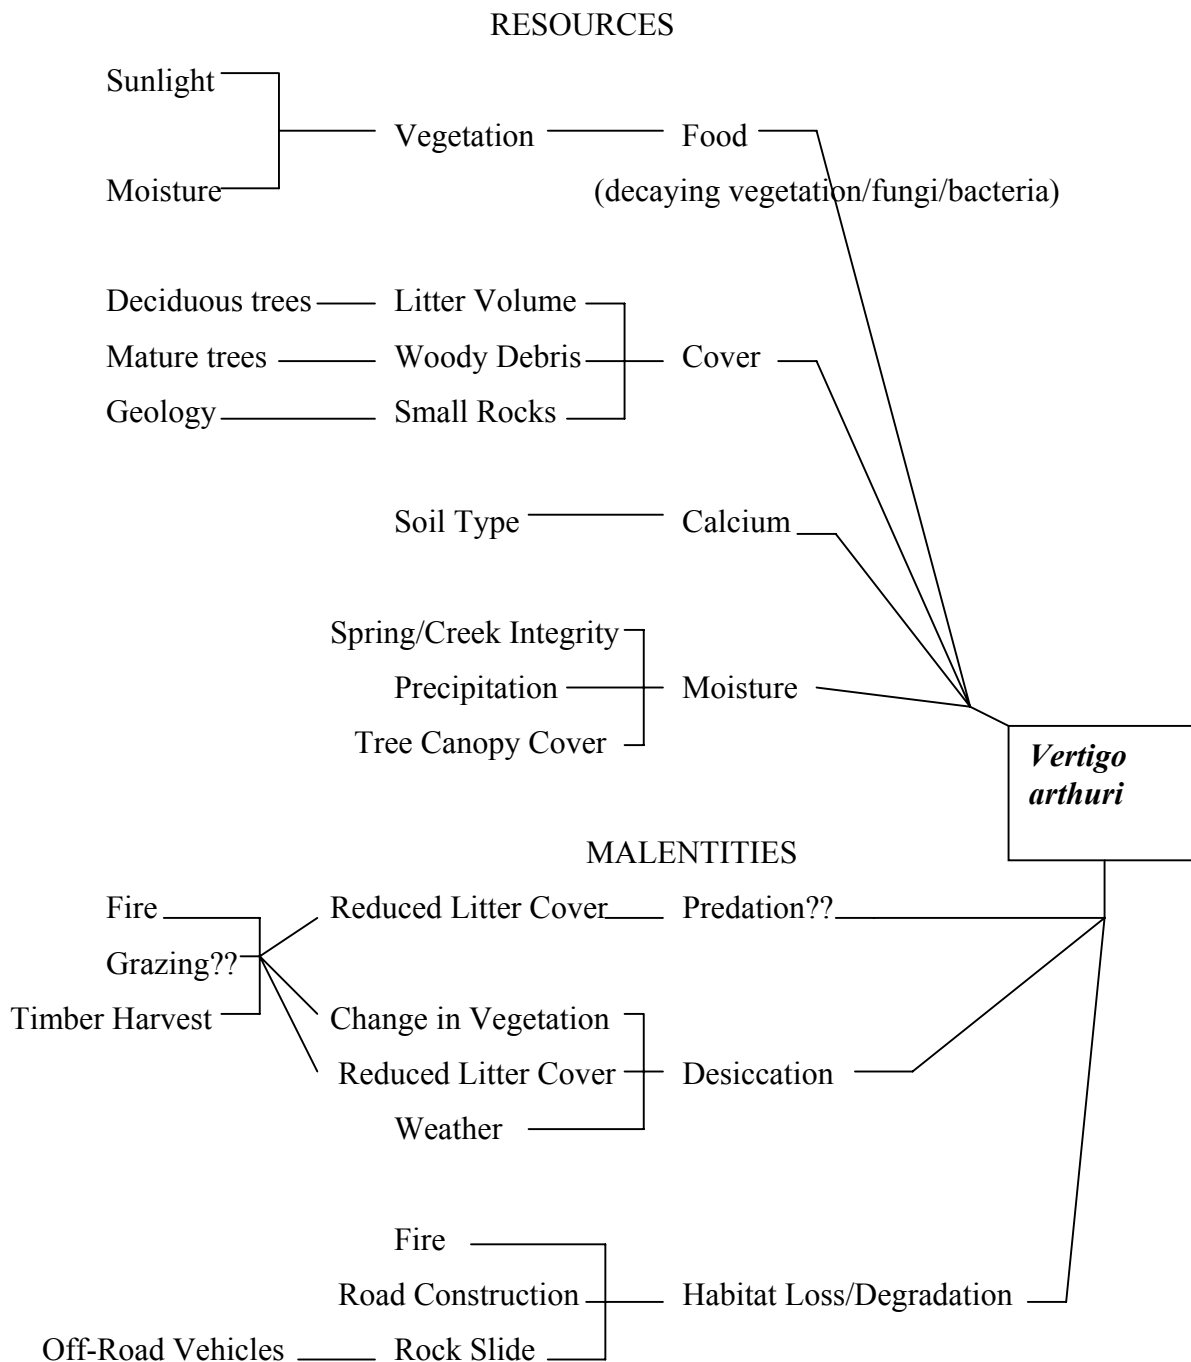 RESOURCES
Sunlight
Vegetation Food
Moisture (decaying vegetation/fungi/bacteria)
Deciduous trees Litter Volume
Mature trees Woody Debris Cover
Geology Small Rocks
Soil Type Calcium
Spring/Creek Integrity
Precipitation Moisture
Tree Canopy Cover
Vertigo
arthuri
MALENTITIES
Fire Reduced Litter Cover Predation??
Grazing??
Timber Harvest Change in Vegetation
Reduced Litter Cover Desiccation
Weather
Fire
Road Construction Habitat Loss/Degradation
Off-Road Vehicles Rock Slide